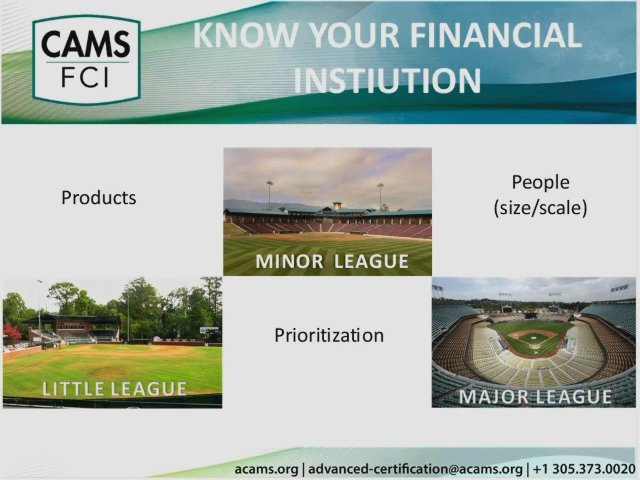 CAMS
FCI
KNOW YOUR FINANCIAL
INSTIUTION
Products
People
(size/scale)
MINOR LEAGUE
Prioritization
LITTLE LEAGUE
MAJOR LEAGUE
acams.org | advanced-certification@acams.org | +1 305.373.0020